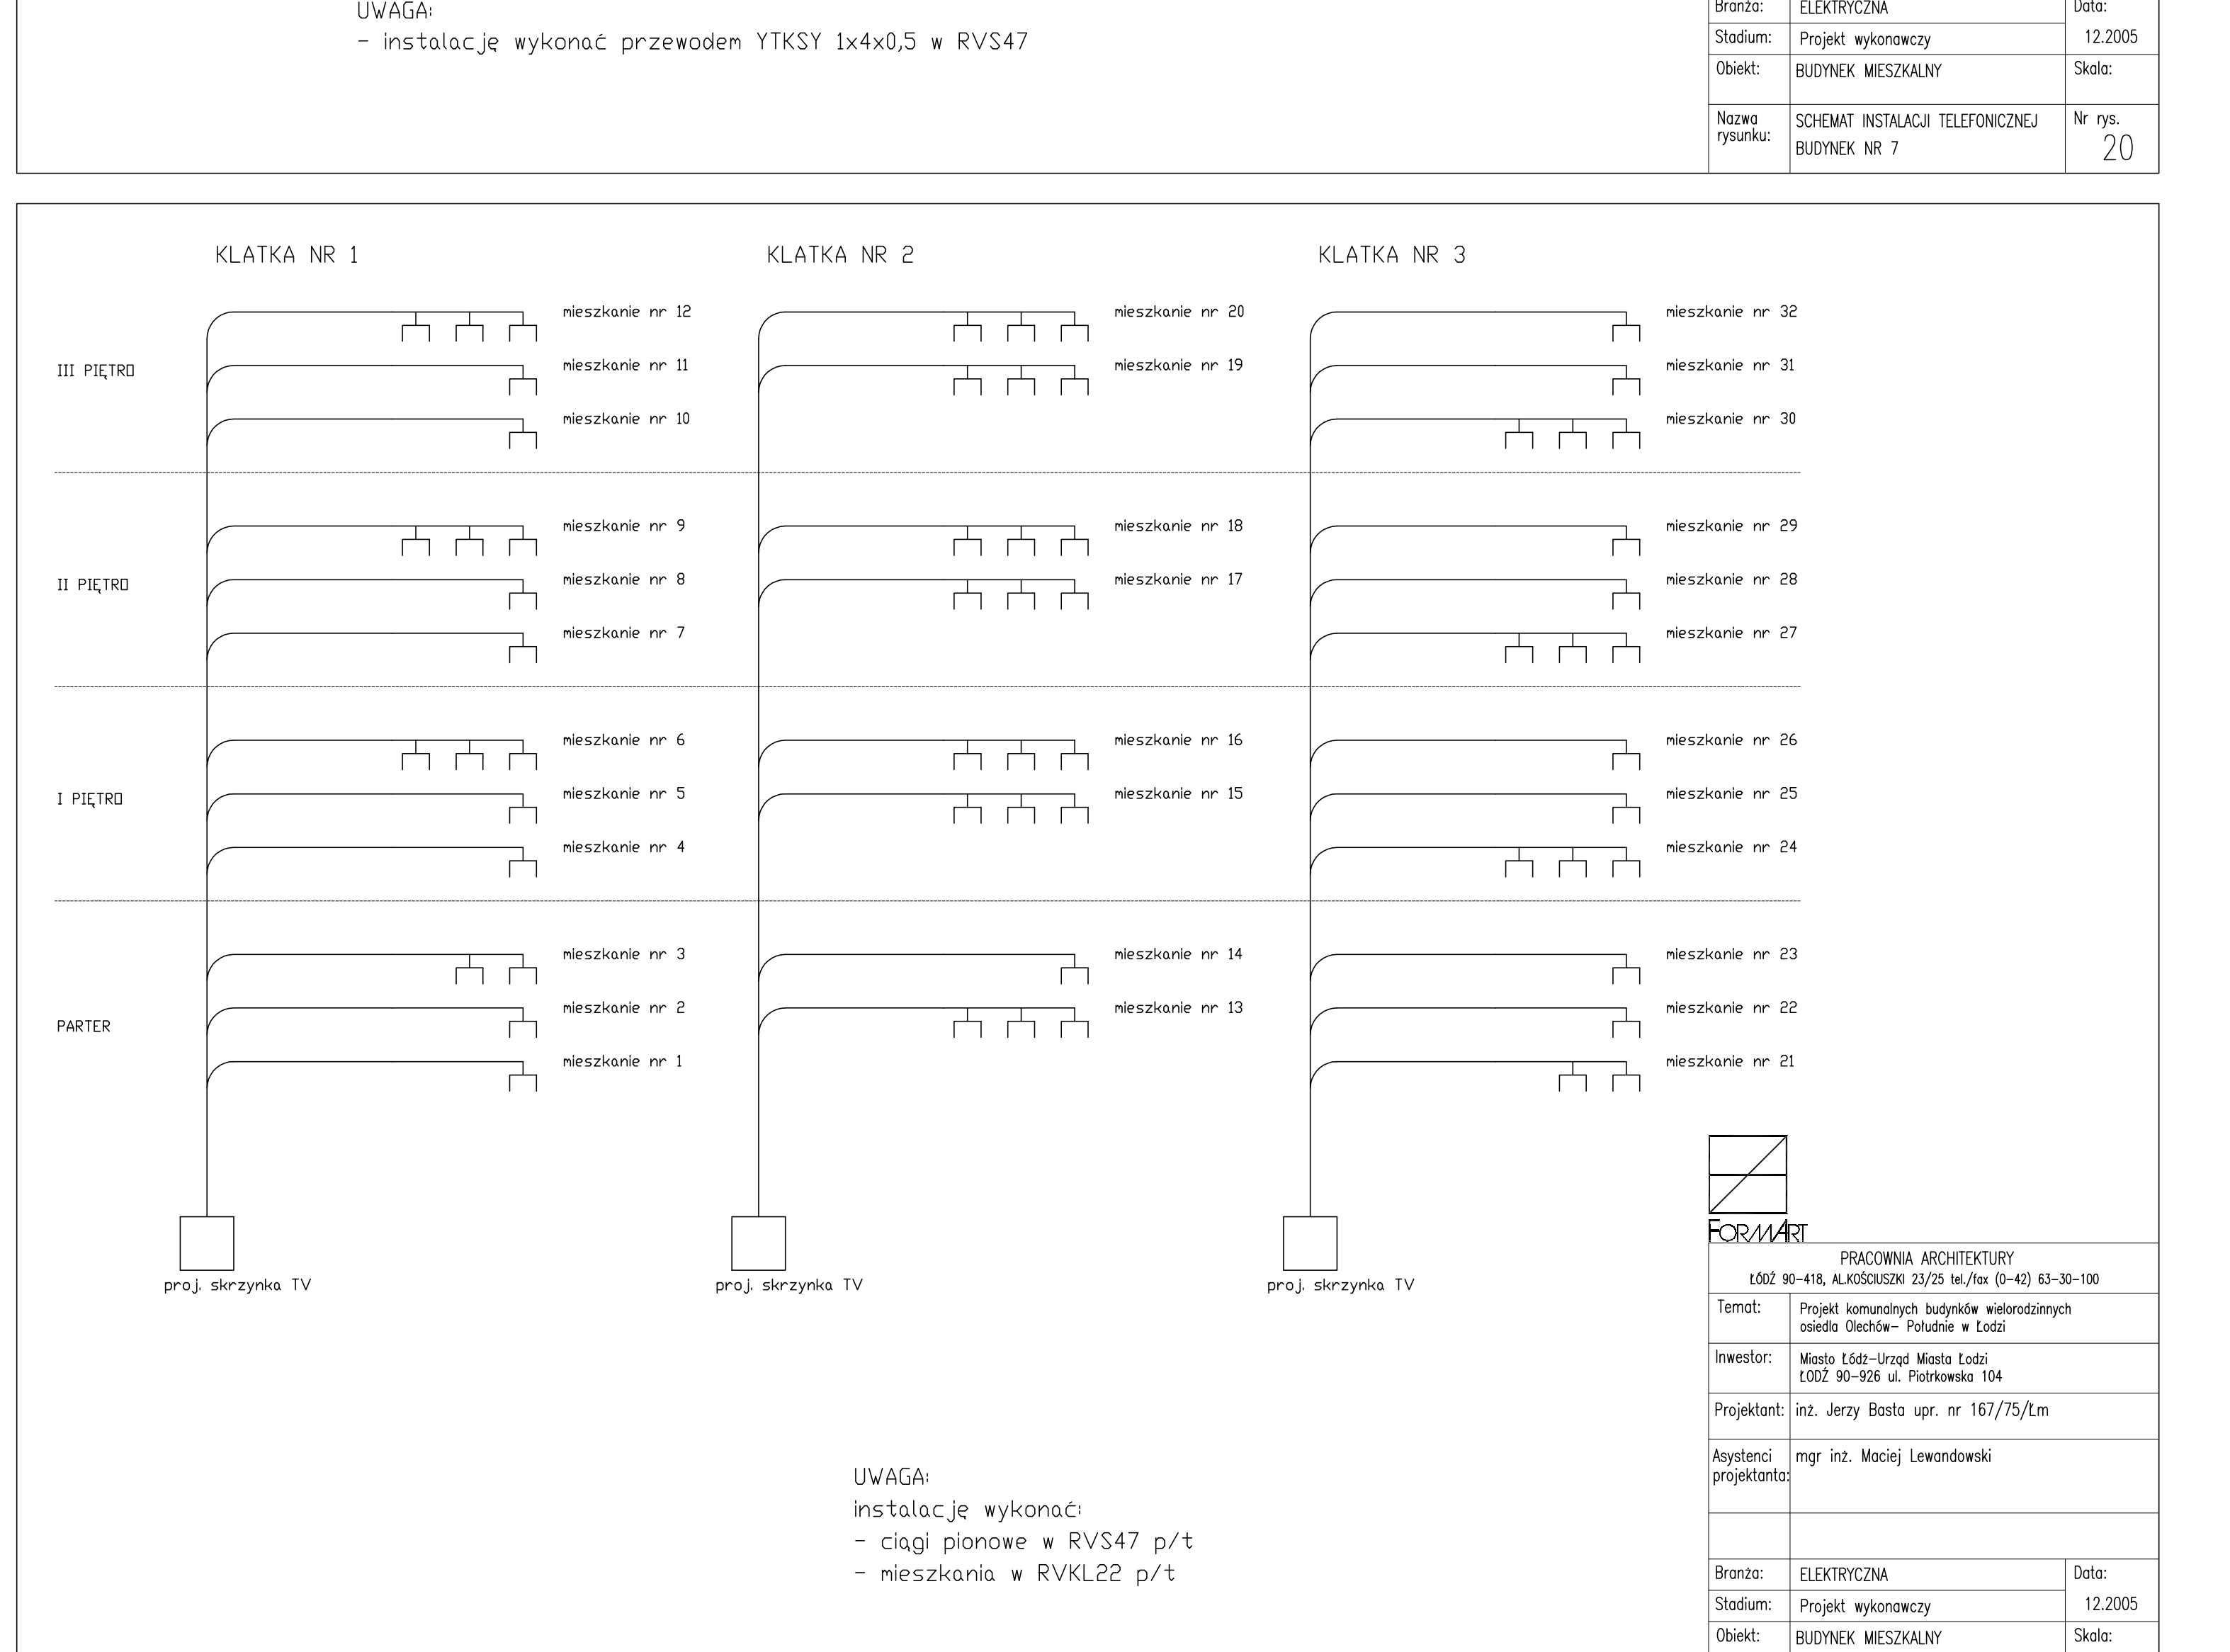 UWAGA:
- instalację wykonać przewodem YTKSY 1x4x0,5 w RVS47
Branża: ELEKTRYCZNA Data:
Stadium: Projekt wykonawczy 12.2005
Obiekt: BUDYNEK MIESZKALNY Skala:
Nazwa rysunku: SCHEMAT INSTALACJI TELEFONICZNEJ Nr rys.
BUDYNEK NR 7 20
KLATKA NR 1 KLATKA NR 2 KLATKA NR 3
mieszkanie nr 12 mieszkanie nr 20 mieszkanie nr 32
III PIĘTRO mieszkanie nr 11 mieszkanie nr 19 mieszkanie nr 31
mieszkanie nr 10 mieszkanie nr 30
mieszkanie nr 9 mieszkanie nr 18 mieszkanie nr 29
II PIĘTRO mieszkanie nr 8 mieszkanie nr 17 mieszkanie nr 28
mieszkanie nr 7 mieszkanie nr 27
mieszkanie nr 6 mieszkanie nr 16 mieszkanie nr 26
I PIĘTRO mieszkanie nr 5 mieszkanie nr 15 mieszkanie nr 25
mieszkanie nr 4 mieszkanie nr 24
mieszkanie nr 3 mieszkanie nr 14 mieszkanie nr 23
PARTER mieszkanie nr 2 mieszkanie nr 13 mieszkanie nr 22
mieszkanie nr 1 mieszkanie nr 21
proj. skrzynka TV proj. skrzynka TV proj. skrzynka TV
FORMART
PRACOWNIA ARCHITEKTURY
ŁÓDŹ 90-418, AL.KOŚCIUSZKI 23/25 tel./fax (0-42) 63-30-100
Temat: Projekt komunalnych budynków wielorodzinnych
osiedla Olechów- Południe w Łodzi
Inwestor: Miasto Łódź-Urząd Miasta Łodzi
ŁODŹ 90-926 ul. Piotrkowska 104
Projektant: inż. Jerzy Basta upr. nr 167/75/Łm
Asystenci projektanta: mgr inż. Maciej Lewandowski
UWAGA:
instalację wykonać:
- ciągi pionowe w RVS47 p/t
- mieszkania w RVKL22 p/t
Branża: ELEKTRYCZNA Data:
Stadium: Projekt wykonawczy 12.2005
Obiekt: BUDYNEK MIESZKALNY Skala: